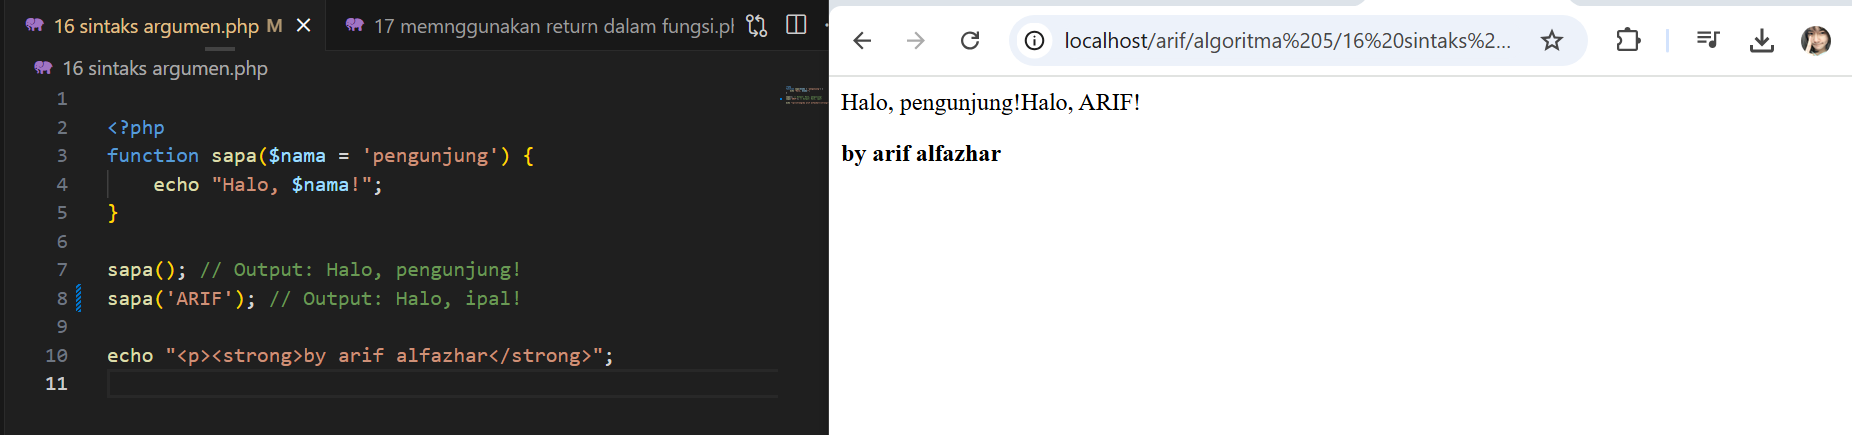 16 sintaks argumen.php M
17 memnggunakan return dalam fungsi.pl
16 sintaks argumen.php
1
2 <?php
3 function sapa($nama = 'pengunjung') {
4 echo "Halo, $nama!";
5 }
6
7 sapa(); // Output: Halo, pengunjung!
8 sapa('ARIF'); // Output: Halo, ipal!
9
10 echo "<p><strong>by arif alfazhar</strong>";
11
localhost/arif/algoritma%205/16%20sintaks%2...
Halo, pengunjung!Halo, ARIF!
by arif alfazhar